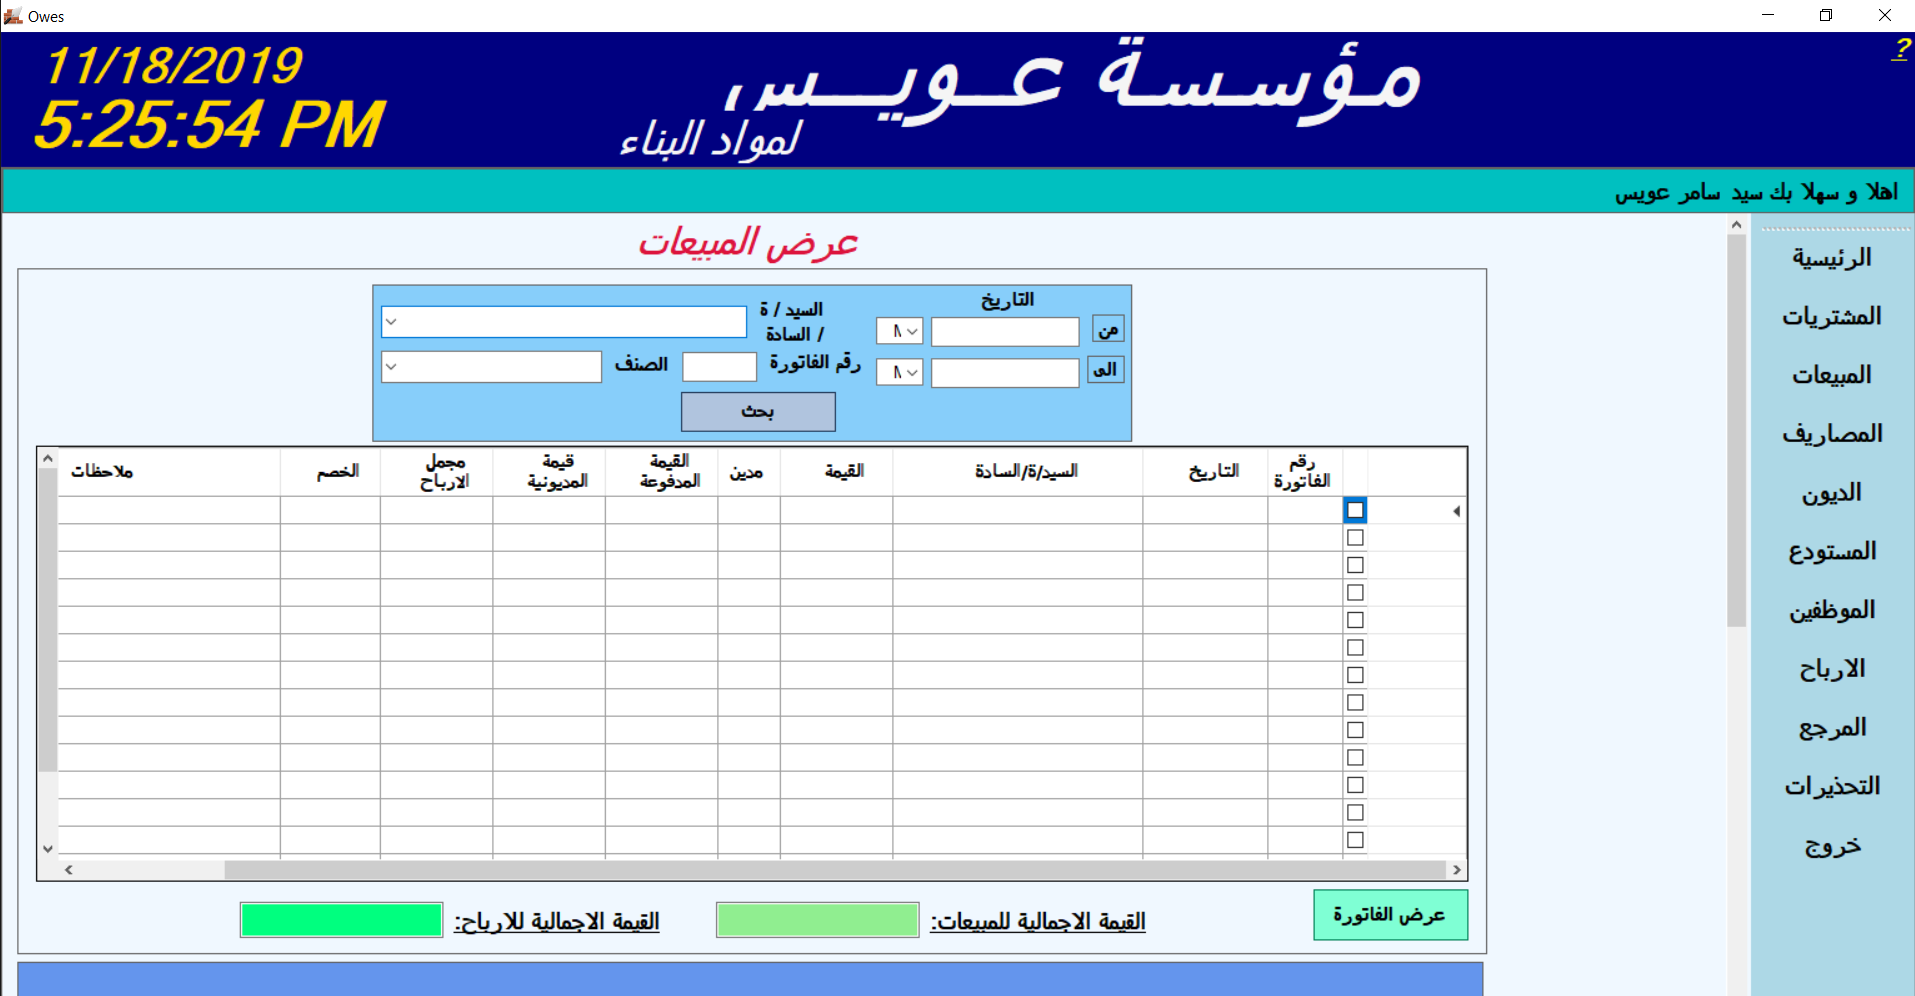 Owes
11/18/2019
5:25:54 PM
مؤسسة عويس
لمواد البناء
?
اهلا و سهلا بك سيد سامر عويس
الرئيسية
المشتريات
المبيعات
المصاريف
الديون
المستودع
الموظفين
الارباح
المرجع
التحذيرات
خروج
عرض المبيعات
التاريخ
من
الى
السيد / ة
/ السادة
رقم الفاتورة
الصنف
بحث
رقم الفاتورة
التاريخ
السيد/ة/السادة
القيمة
مدين
القيمة المدفوعة
قيمة المديونية
مجمل الارباح
الخصم
ملاحظات
عرض الفاتورة
القيمة الاجمالية للمبيعات:
القيمة الاجمالية للارباح: